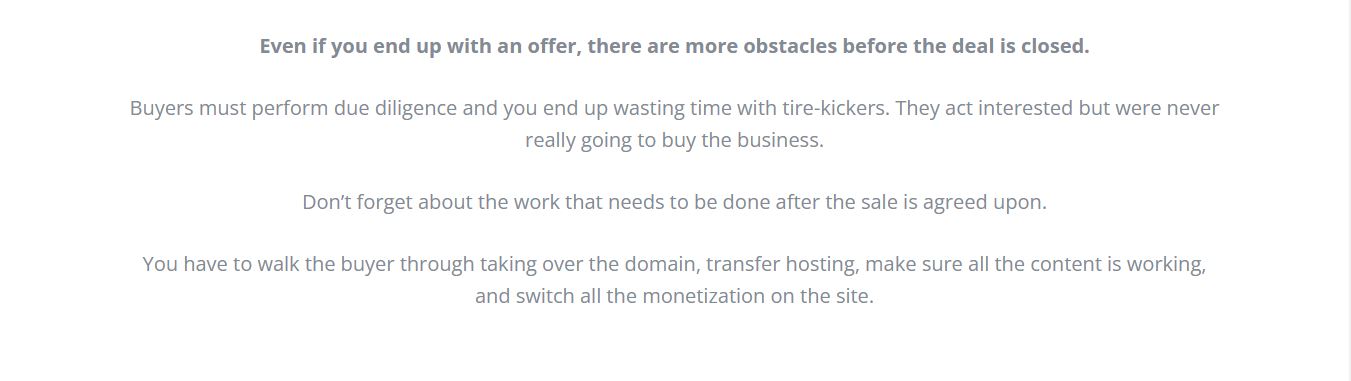 Even if you end up with an offer, there are more obstacles before the deal is closed.
Buyers must perform due diligence and you end up wasting time with tire-kickers. They act interested but were never
really going to buy the business.
Don’t forget about the work that needs to be done after the sale is agreed upon.
You have to walk the buyer through taking over the domain, transfer hosting, make sure all the content is working,
and switch all the monetization on the site.